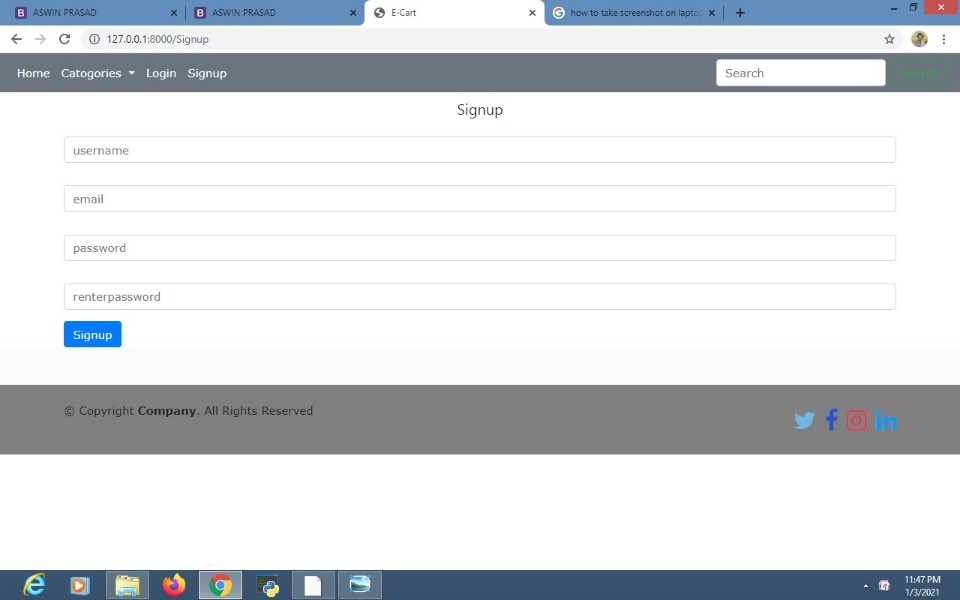 ASWIN PRASAD
ASWIN PRASAD
E-Cart
how to take screenshot on lapto
127.0.0.1:8000/Signup
Home Catogories Login Signup
Search
Search
Signup
username
email
password
renterpassword
Signup
© Copyright Company. All Rights Reserved
11:47 PM
1/3/2021